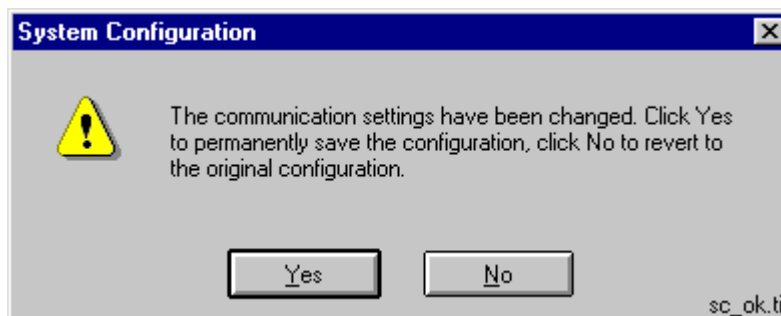 System Configuration
The communication settings have been changed. Click Yes
to permanently save the configuration, click No to revert to
the original configuration.
Yes No
sc_ok.ti